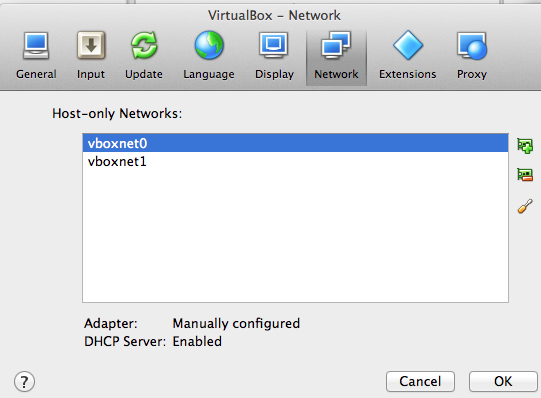 VirtualBox – Network
General Input Update Language Display Network Extensions Proxy
Host-only Networks:
vboxnet0
vboxnet1
Adapter: Manually configured
DHCP Server: Enabled
? Cancel OK